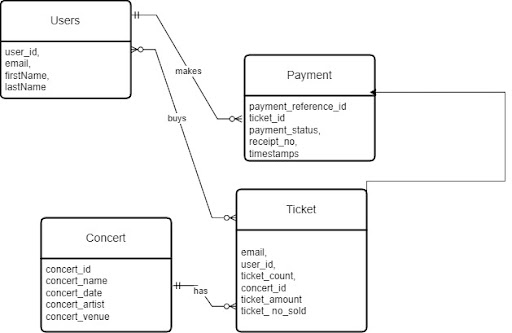 Users
user_id,
email,
firstName,
lastName
makes
Payment
payment_reference_id
ticket_id
payment_status,
receipt_no,
timestamps
buys
Concert
concert_id
concert_name
concert_date
concert_artist
concert_venue
has
Ticket
email,
user_id,
ticket_count,
concert_id
ticket_amount
ticket_ no_sold